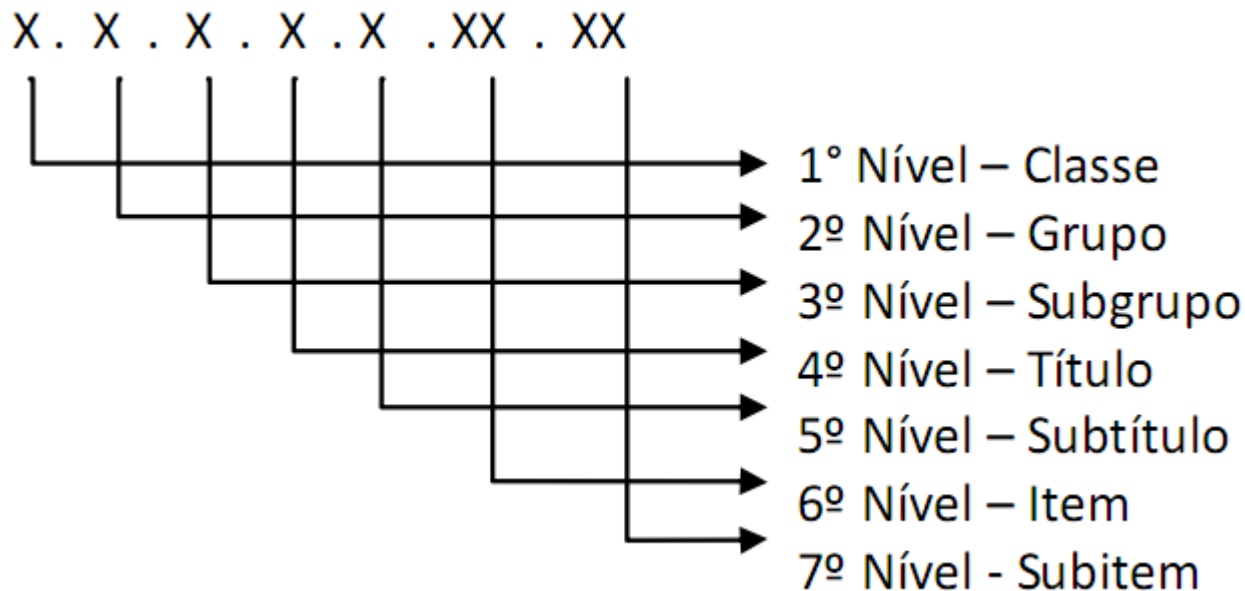 X . X . X . X . X . XX . XX
1° Nível – Classe
2º Nível – Grupo
3º Nível – Subgrupo
4º Nível – Título
5º Nível – Subtítulo
6º Nível – Item
7º Nível - Subitem